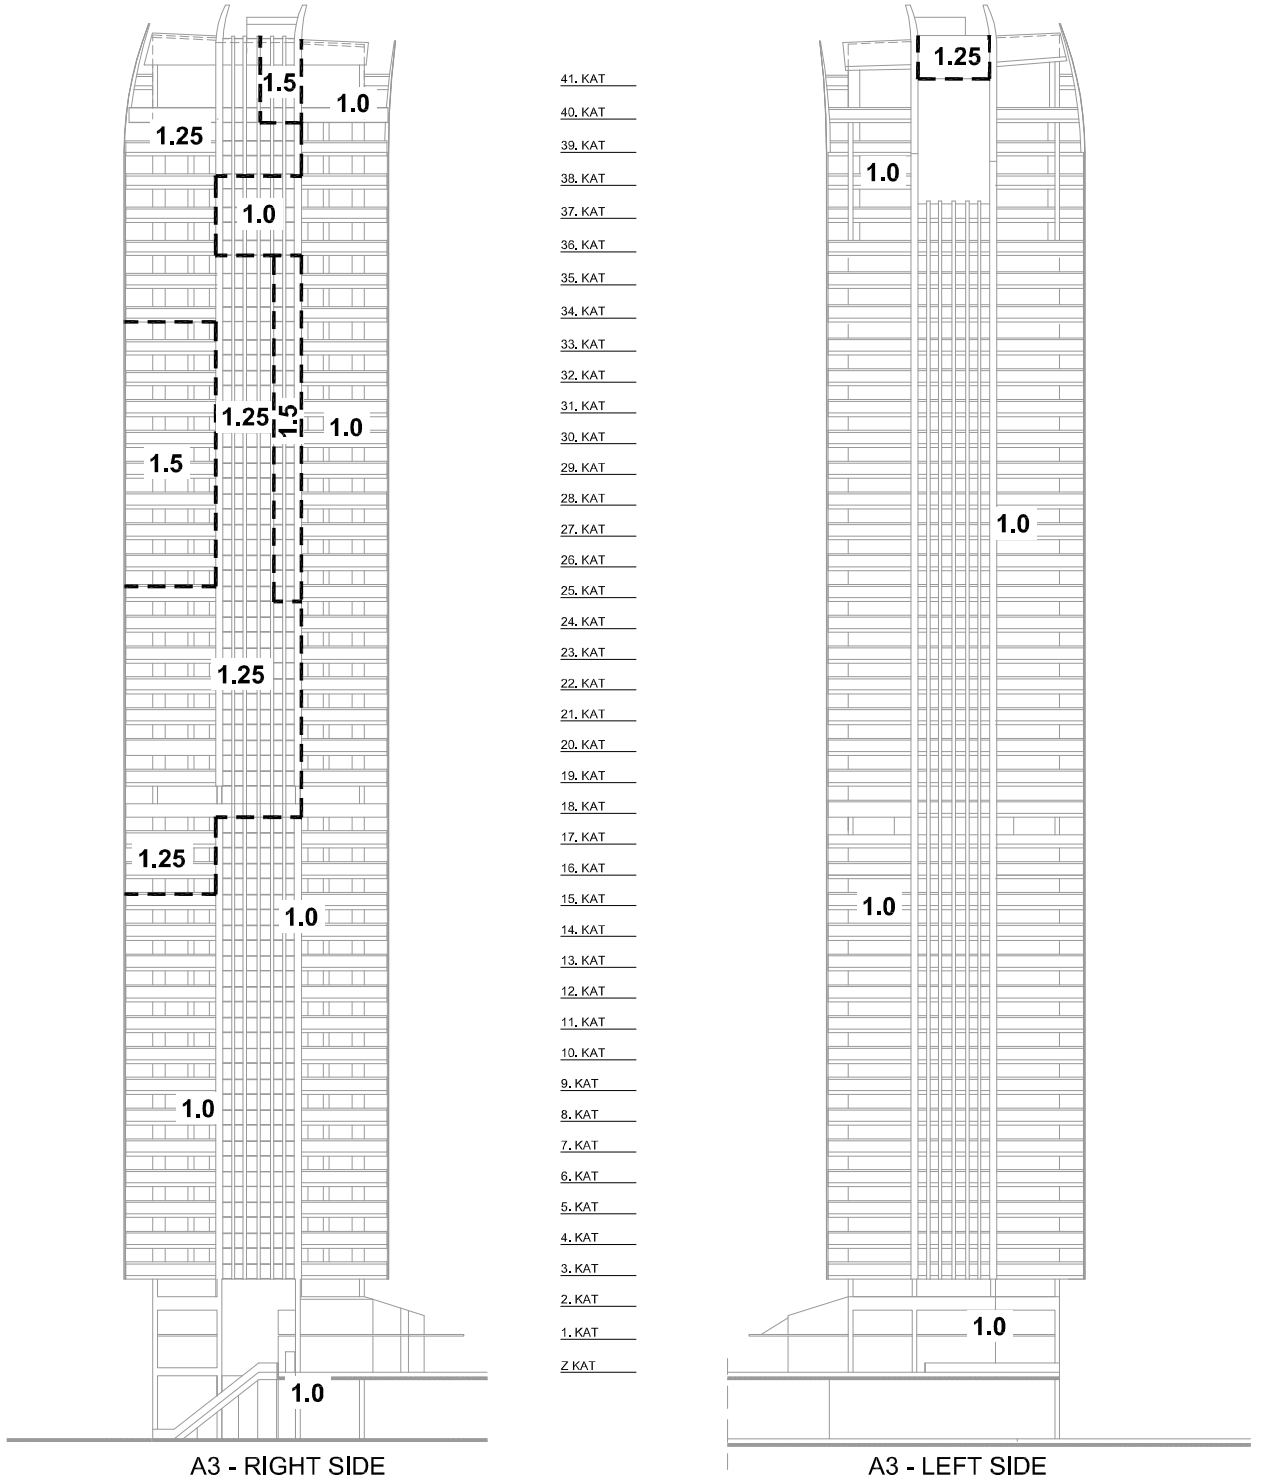 1.5
1.0
1.25
1.0
1.25
1.5
1.0
1.5
1.25
1.25
1.0
1.0
1.0
A3 - RIGHT SIDE
41. KAT
40. KAT
39. KAT
38. KAT
37. KAT
36. KAT
35. KAT
34. KAT
33. KAT
32. KAT
31. KAT
30. KAT
29. KAT
28. KAT
27. KAT
26. KAT
25. KAT
24. KAT
23. KAT
22. KAT
21. KAT
20. KAT
19. KAT
18. KAT
17. KAT
16. KAT
15. KAT
14. KAT
13. KAT
12. KAT
11. KAT
10. KAT
9. KAT
8. KAT
7. KAT
6. KAT
5. KAT
4. KAT
3. KAT
2. KAT
1. KAT
Z KAT
1.25
1.0
1.0
1.0
1.0
A3 - LEFT SIDE